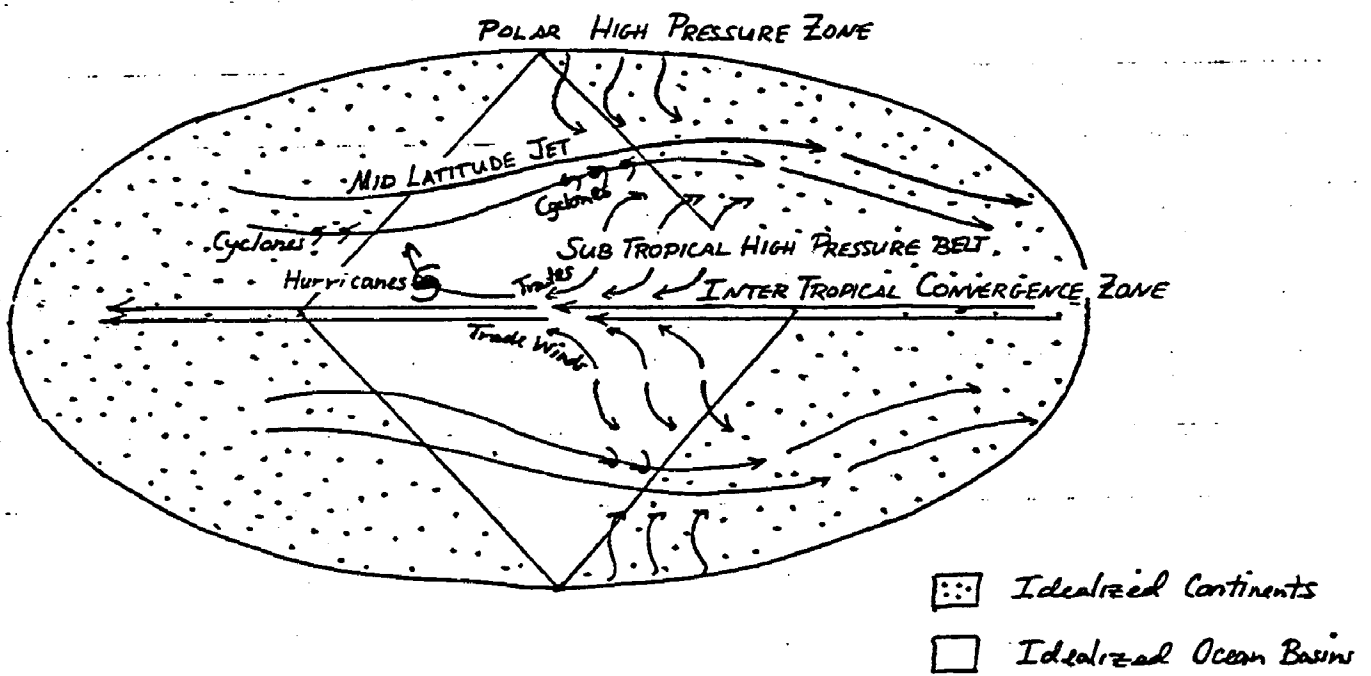 POLAR HIGH PRESSURE ZONE
MID LATITUDE JET
Cyclones
Cyclones
SUB TROPICAL HIGH PRESSURE BELT
Hurricanes
Trades
INTER TROPICAL CONVERGENCE ZONE
Trade Winds
Idealized Continents
Idealized Ocean Basins